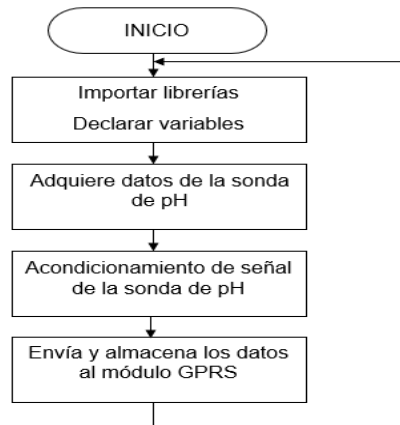 INICIO
Importar librerías
Declarar variables
Adquiere datos de la sonda
de pH
Acondicionamiento de señal
de la sonda de pH
Envía y almacena los datos
al módulo GPRS